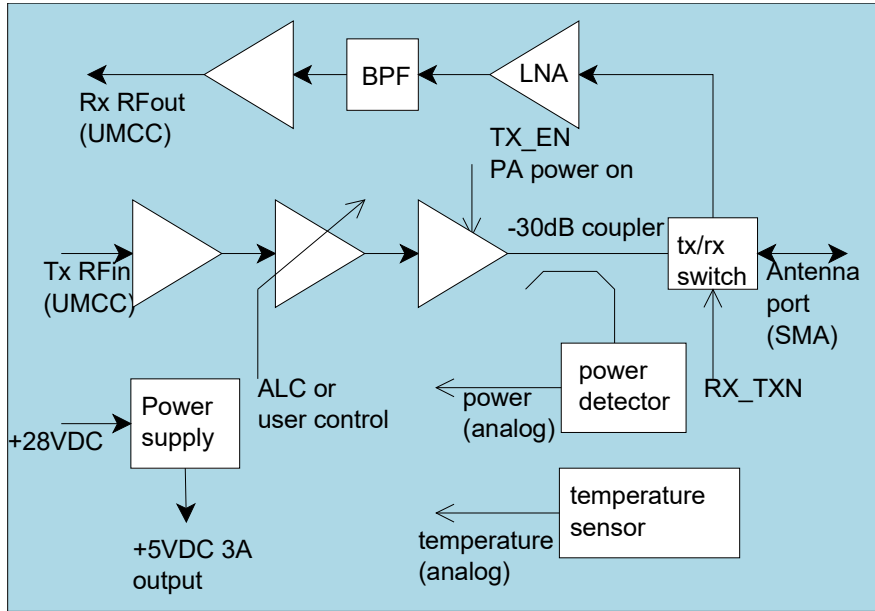 LNA
BPF
Rx RFout
(UMCC)
TX_EN
PA power on
-30dB coupler
tx/rx
switch
Antenna
port
(SMA)
Tx RFin
(UMCC)
ALC or
user control
power
detector
RX_TXN
power
(analog)
Power
supply
+28VDC
+5VDC 3A
output
temperature
sensor
temperature
(analog)